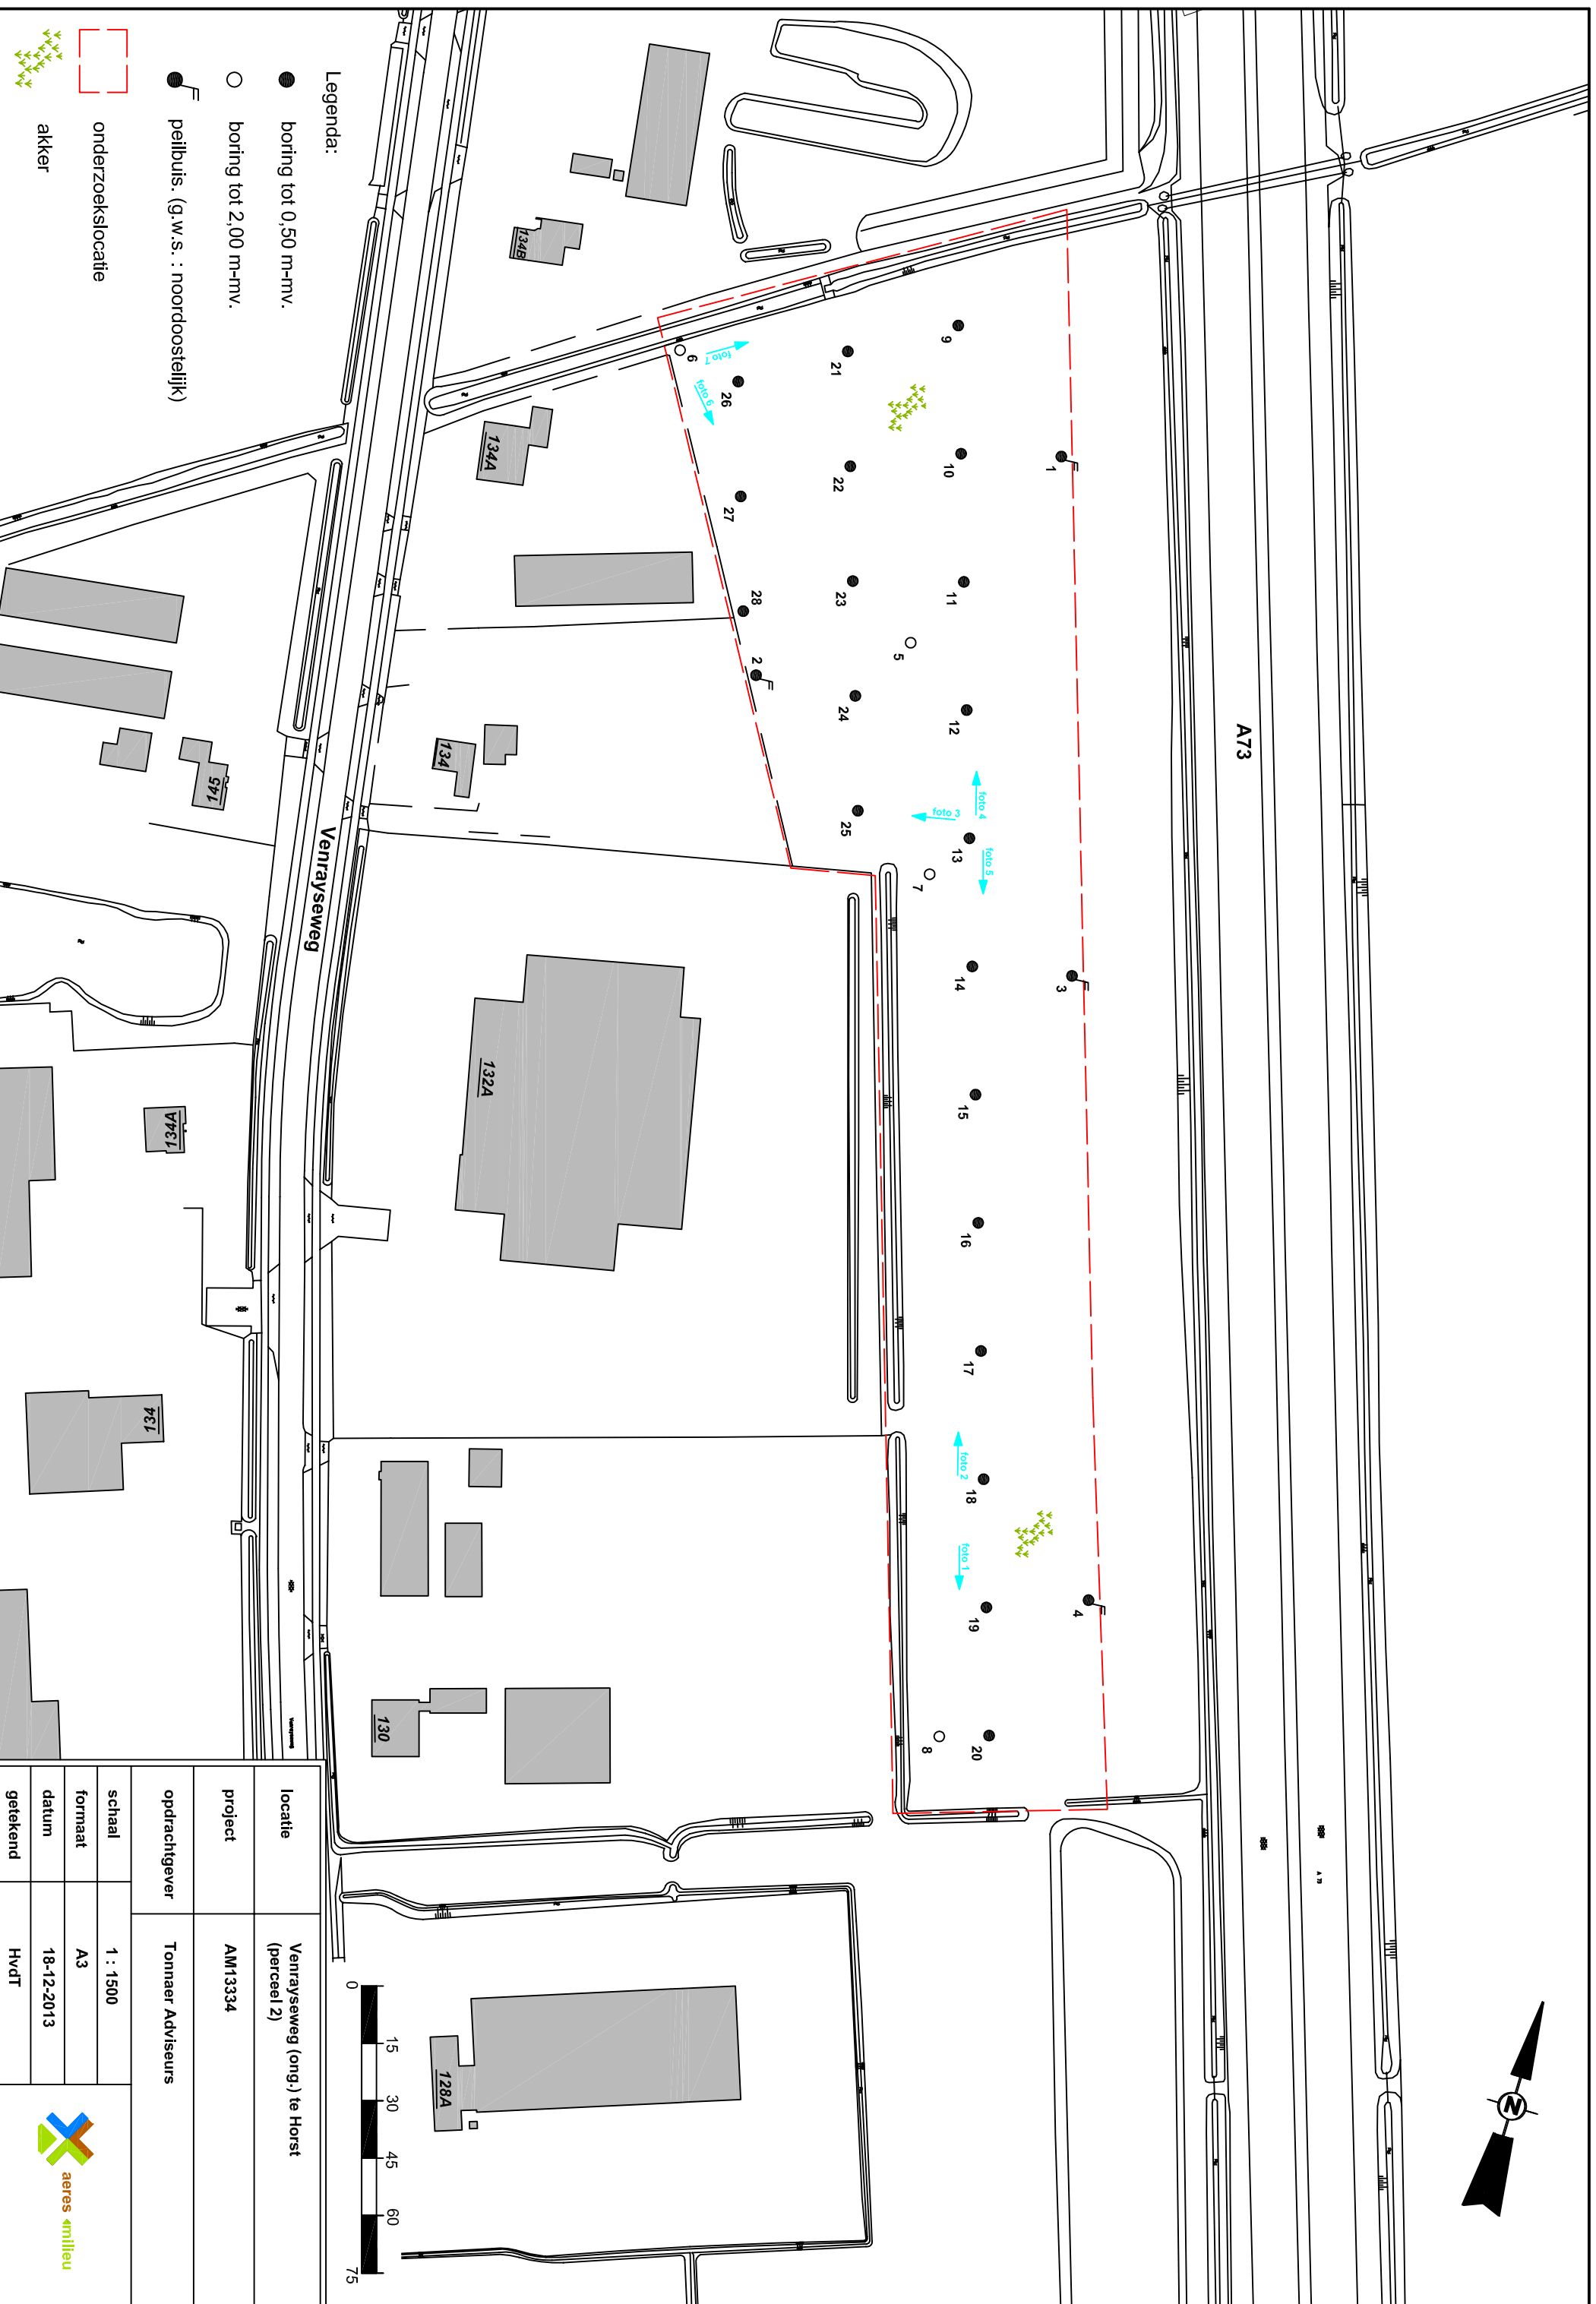 Legenda:
boring tot 0,50 m-mv.
boring tot 2,00 m-mv.
peilbuis. (g.w.s. : noordoostelijk)
onderzoekslocatie
akker
A73
Venrayseweg
134B
134A
134
145
132A
134A
134
130
128A
1
2
3
4
5
6
7
8
9
10
11
12
13
14
15
16
17
18
19
20
21
22
23
24
25
26
27
28
foto 1
foto 2
foto 3
foto 4
foto 5
foto 6
foto 7
N
A 73
Venrayseweg
0 15 30 45 60 75
locatie Venrayseweg (ong.) te Horst
(perceel 2)
project AM13334
opdrachtgever Tonnaer Adviseurs
schaal 1 : 1500
formaat A3
datum 18-12-2013
getekend HvdT
aeres milieu